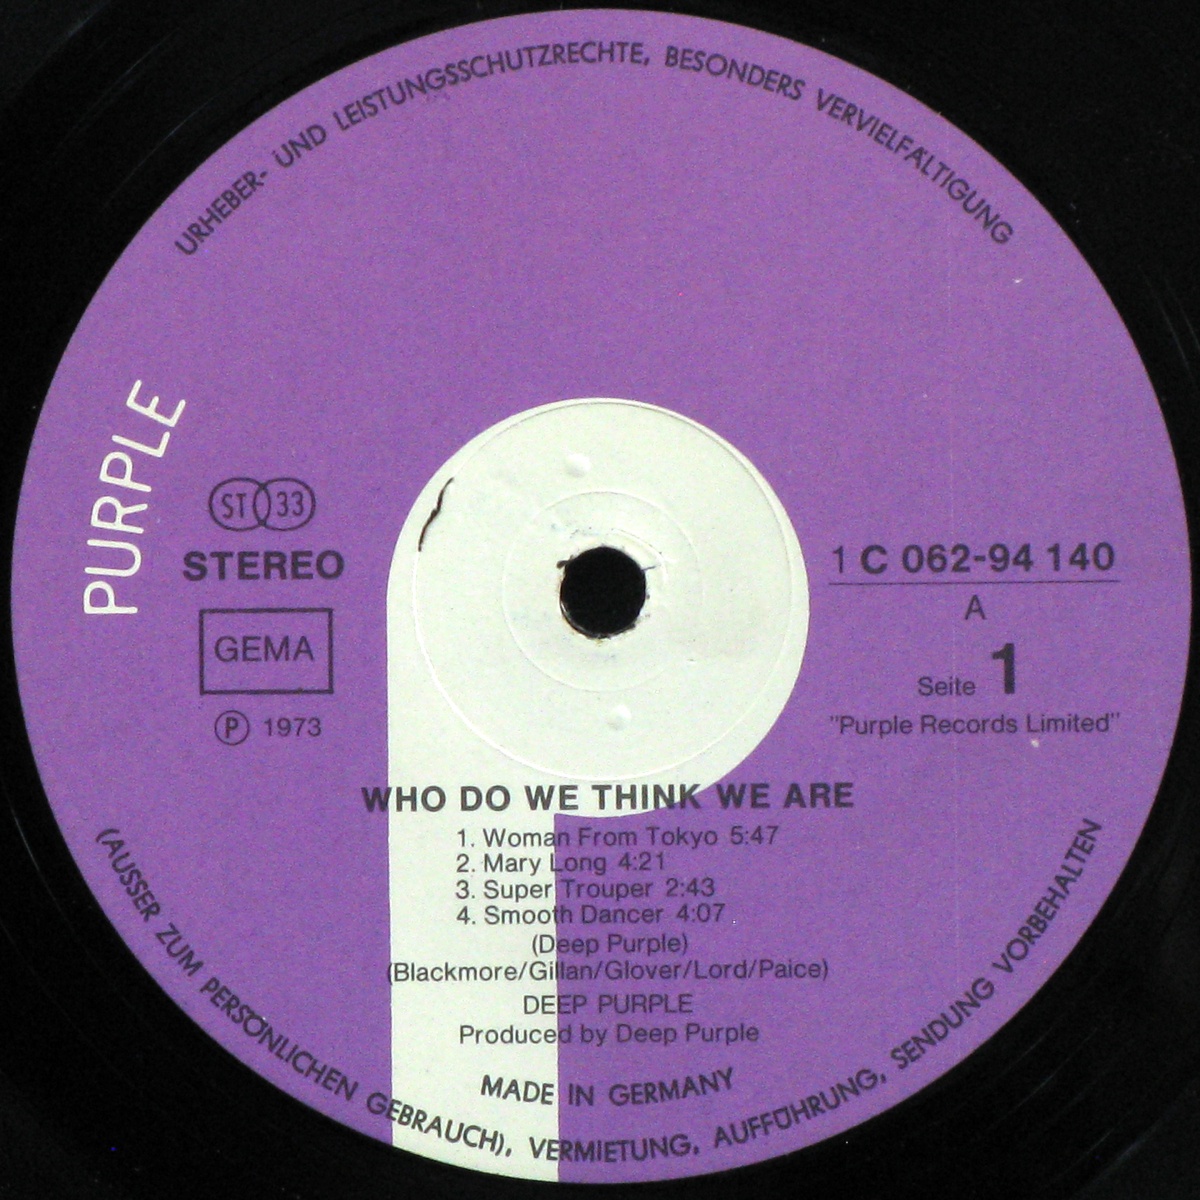 URHEBER- UND LEISTUNGSSCHUTZRECHTE, BESONDERS VERVIELFÄLTIGUNG
PURPLE
ST 33
STEREO
GEMA
Ⓟ 1973
1 C 062-94 140
A
Seite 1
"Purple Records Limited"
WHO DO WE THINK WE ARE
1. Woman From Tokyo 5:47
2. Mary Long 4:21
3. Super Trouper 2:43
4. Smooth Dancer 4:07
(Deep Purple)
(Blackmore/Gillan/Glover/Lord/Paice)
DEEP PURPLE
Produced by Deep Purple
MADE IN GERMANY
(AUSSER ZUM PERSÖNLICHEN GEBRAUCH), VERMIETUNG, AUFFÜHRUNG, SENDUNG VORBEHALTEN